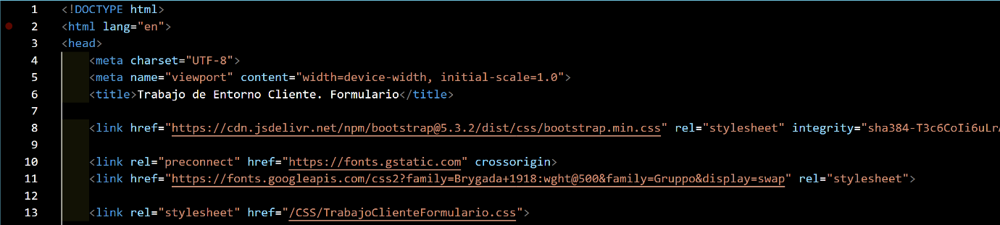 1 <!DOCTYPE html>
2 <html lang="en">
3 <head>
4 <meta charset="UTF-8">
5 <meta name="viewport" content="width=device-width, initial-scale=1.0">
6 <title>Trabajo de Entorno Cliente. Formulario</title>
7
8 <link href="https://cdn.jsdelivr.net/npm/bootstrap@5.3.2/dist/css/bootstrap.min.css" rel="stylesheet" integrity="sha384-T3c6CoIi6uLrA
9
10 <link rel="preconnect" href="https://fonts.gstatic.com" crossorigin>
11 <link href="https://fonts.googleapis.com/css2?family=Brygada+1918:wght@500&family=Gruppo&display=swap" rel="stylesheet">
12
13 <link rel="stylesheet" href="/CSS/TrabajoClienteFormulario.css">